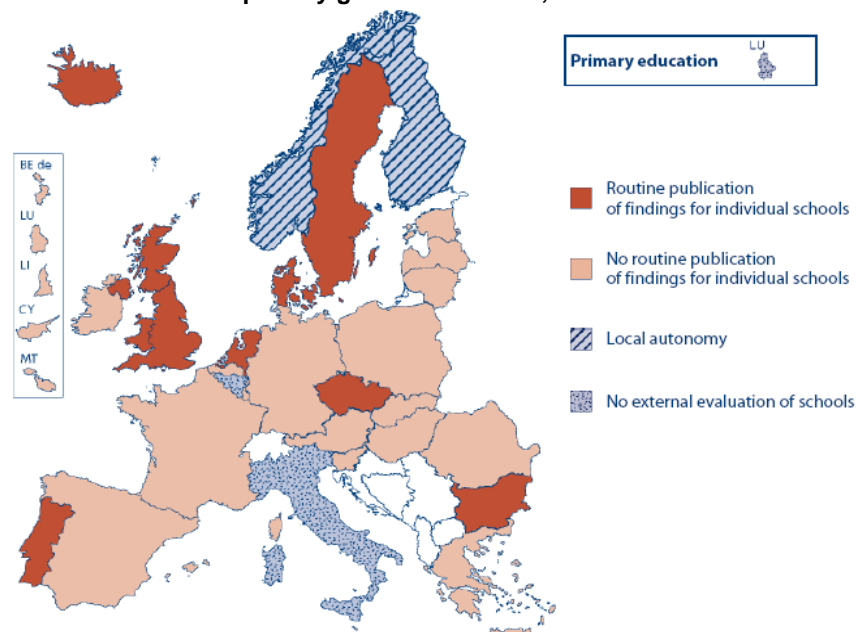 LU
Primary education
BE de
LU
LI
CY
MT
Routine publication
of findings for individual schools
No routine publication
of findings for individual schools
Local autonomy
No external evaluation of schools